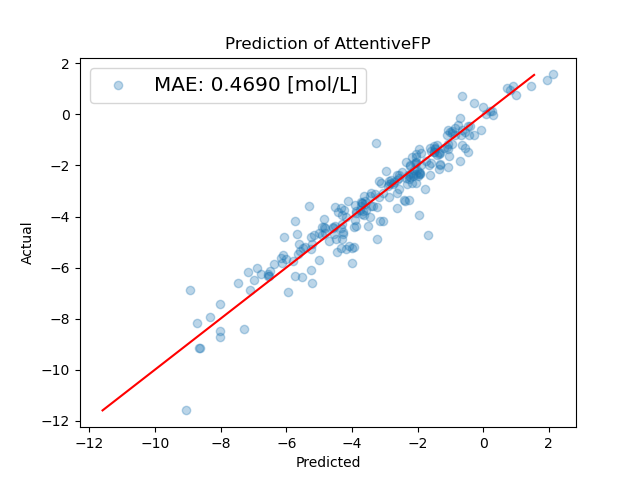 Prediction of AttentiveFP
MAE: 0.4690 [mol/L]
2
0
−2
−4
−6
−8
−10
−12
Actual
−12 −10 −8 −6 −4 −2 0 2
Predicted